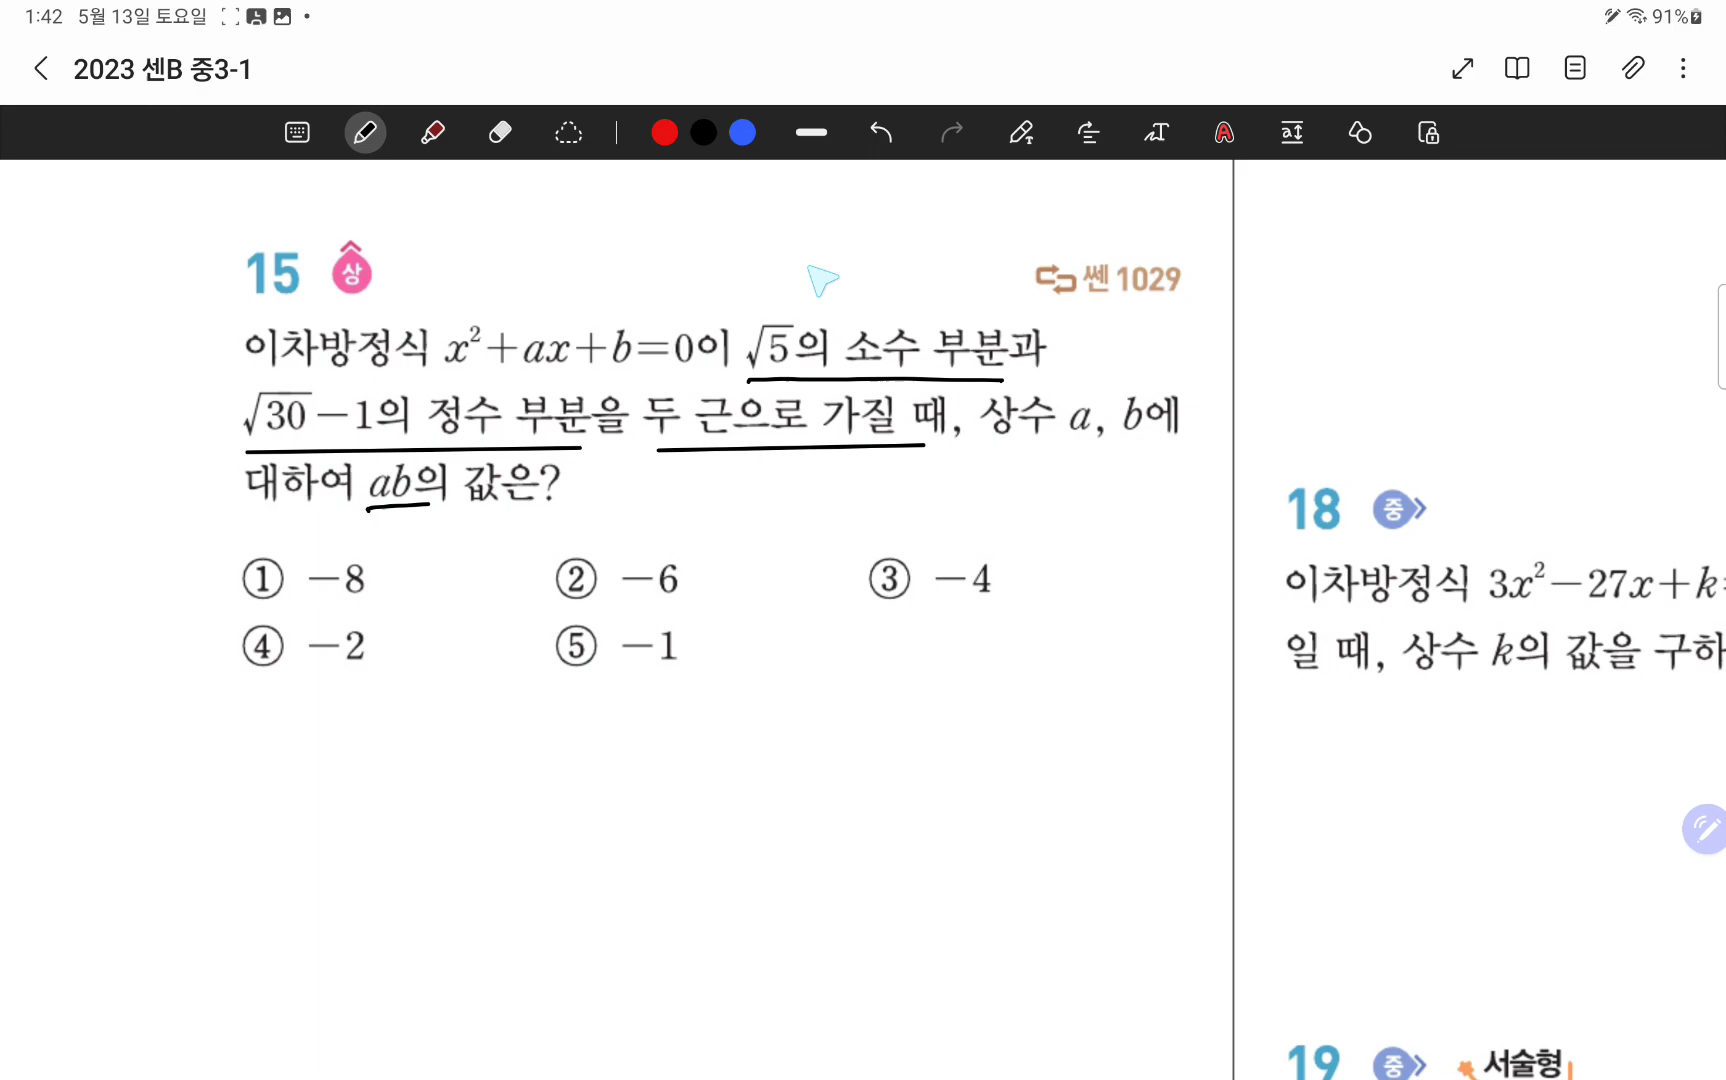 1:42 5월 13일 토요일
91%
2023 센B 중3-1
15 상
쎈 1029
이차방정식 x²+ax+b=0이 √5의 소수 부분과
√30-1의 정수 부분을 두 근으로 가질 때, 상수 a, b에
대하여 ab의 값은?
① -8 ② -6 ③ -4
④ -2 ⑤ -1
18 중
이차방정식 3x²-27x+k
일 때, 상수 k의 값을 구하
19 중 서술형